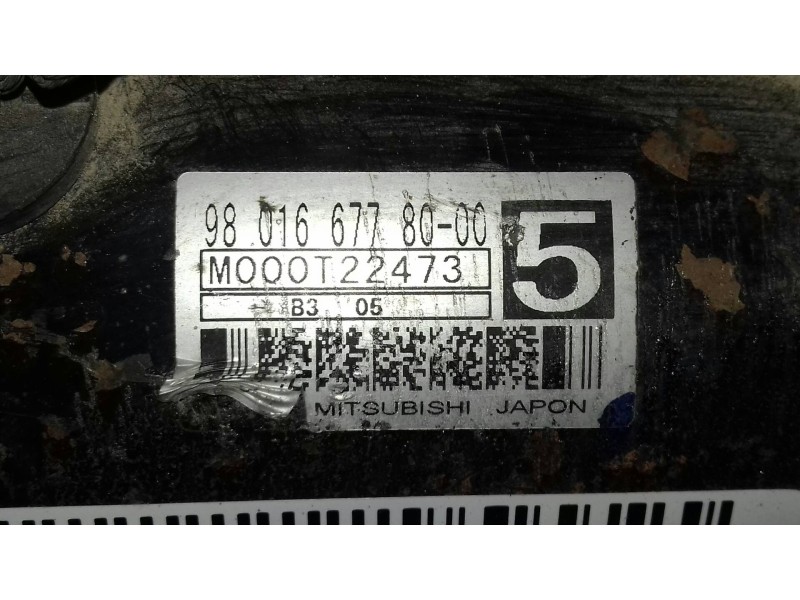 98 016 677 80-00
5
M000T22473
B3 05
MITSUBISHI JAPON